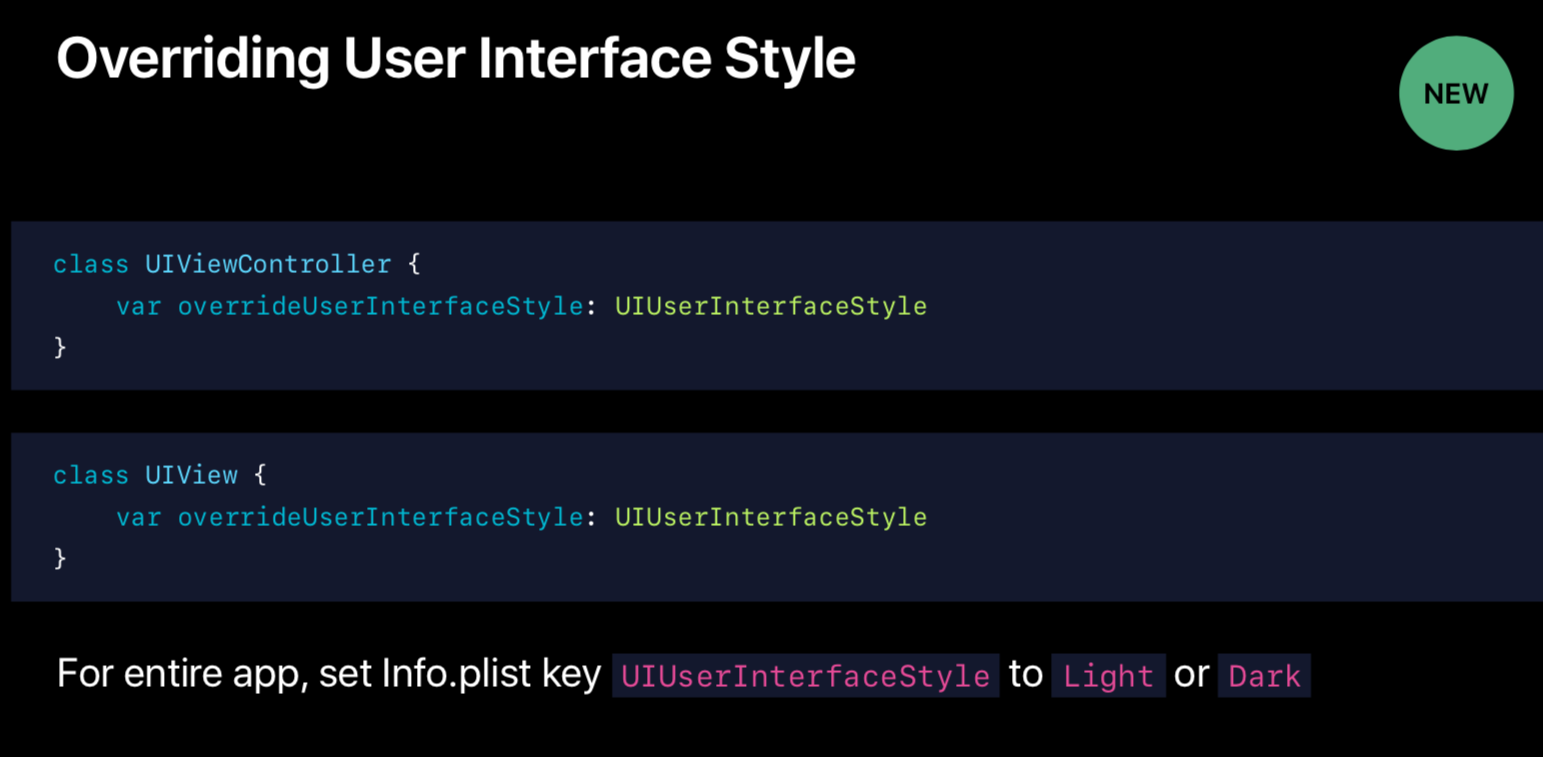 Overriding User Interface Style
NEW
class UIViewController {
    var overrideUserInterfaceStyle: UIUserInterfaceStyle
}
class UIView {
    var overrideUserInterfaceStyle: UIUserInterfaceStyle
}
For entire app, set Info.plist key UIUserInterfaceStyle to Light or Dark